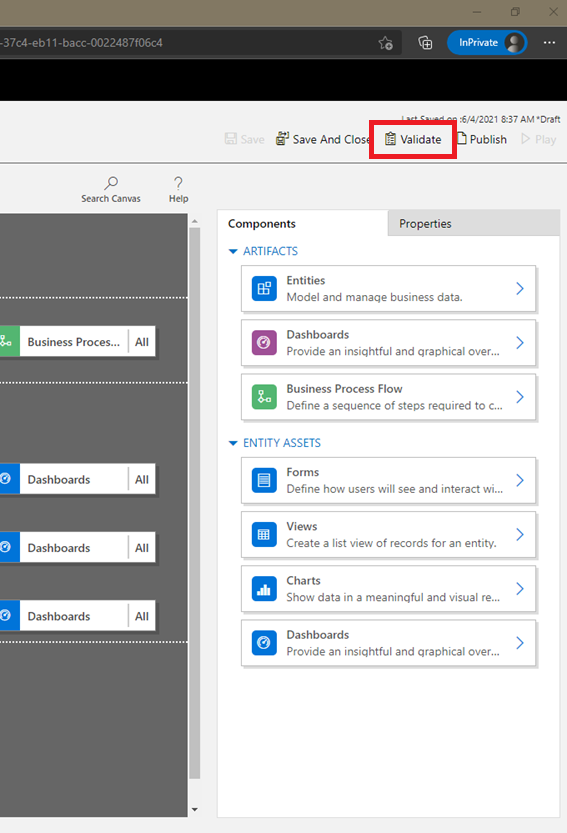 -37c4-eb11-bacc-0022487f06c4
InPrivate
Last Saved on :6/4/2021 8:37 AM *Draft
Save
Save And Close
Validate
Publish
Play
Search Canvas
Help
Components
Properties
ARTIFACTS
Entities
Model and manage business data.
Dashboards
Provide an insightful and graphical over...
Business Process Flow
Define a sequence of steps required to c...
ENTITY ASSETS
Forms
Define how users will see and interact wi...
Views
Create a list view of records for an entity.
Charts
Show data in a meaningful and visual re...
Dashboards
Provide an insightful and graphical over...
Business Proces...
All
Dashboards
All
Dashboards
All
Dashboards
All